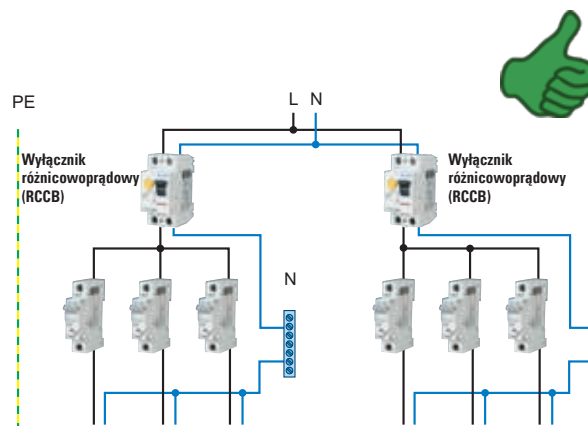 PE
L N
Wyłącznik
różnicowoprądowy
(RCCB)
Wyłącznik
różnicowoprądowy
(RCCB)
N